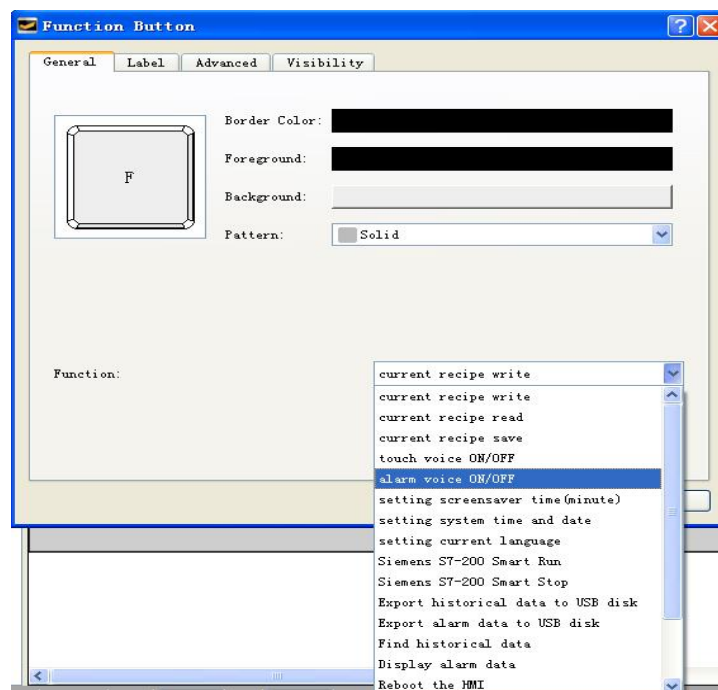 Function Button
General Label Advanced Visibility
Border Color:
F
Foreground:
Background:
Pattern: Solid
Function: current recipe write
current recipe write
current recipe read
current recipe save
touch voice ON/OFF
alarm voice ON/OFF
setting screensaver time(minute)
setting system time and date
setting current language
Siemens S7-200 Smart Run
Siemens S7-200 Smart Stop
Export historical data to USB disk
Export alarm data to USB disk
Find historical data
Display alarm data
Reboot the HMI